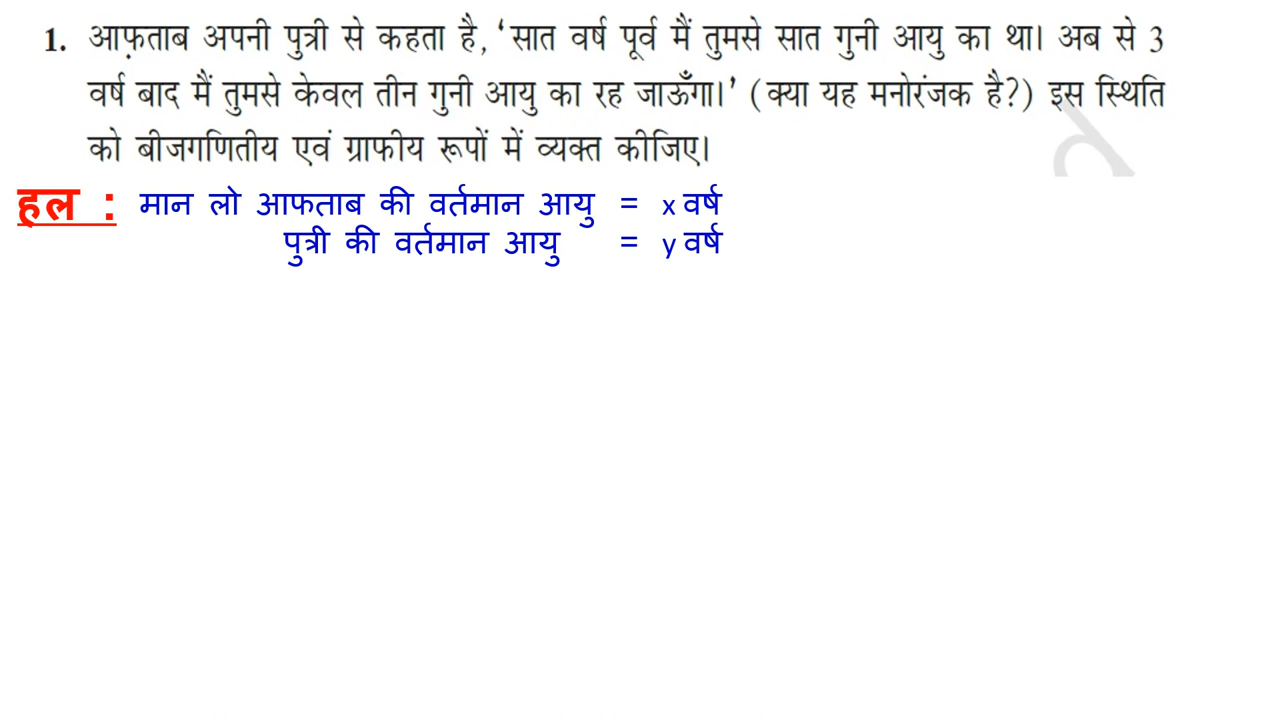 1. आफ़ताब अपनी पुत्री से कहता है, ‘सात वर्ष पूर्व मैं तुमसे सात गुनी आयु का था। अब से 3
वर्ष बाद मैं तुमसे केवल तीन गुनी आयु का रह जाऊँगा।’ (क्या यह मनोरंजक है?) इस स्थिति
को बीजगणितीय एवं ग्राफीय रूपों में व्यक्त कीजिए।
हल : मान लो आफताब की वर्तमान आयु = x वर्ष
पुत्री की वर्तमान आयु = y वर्ष